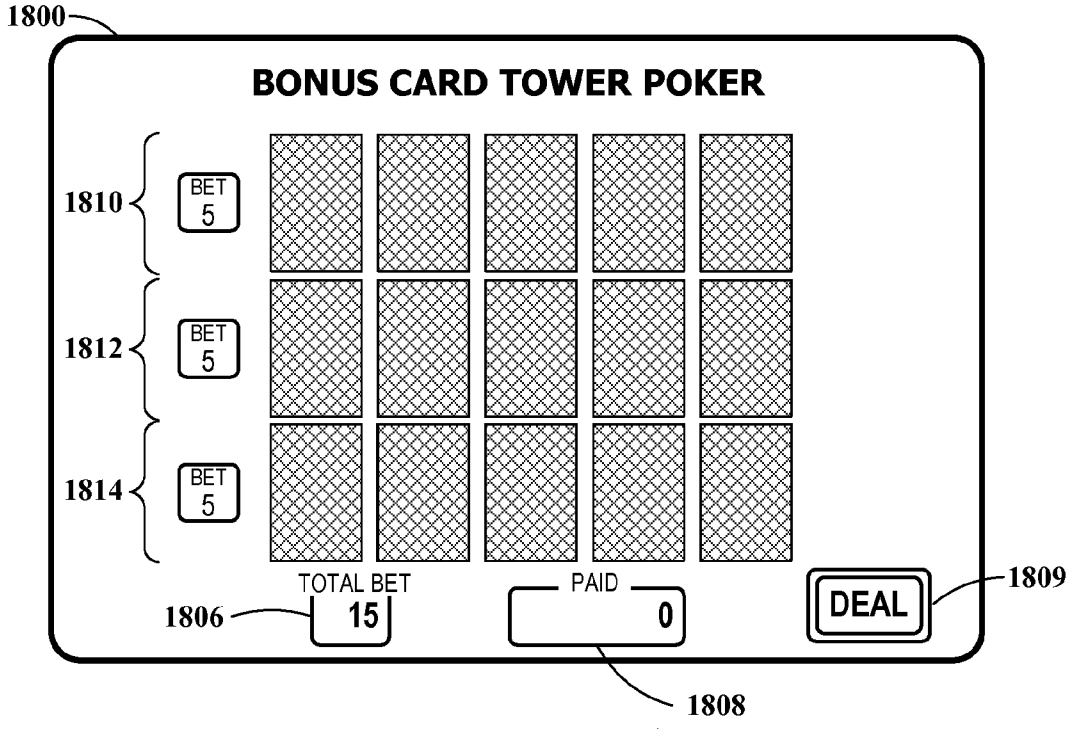 1800
BONUS CARD TOWER POKER
1810
BET
5
1812
BET
5
1814
BET
5
TOTAL BET
PAID
1806
15
0
DEAL
1809
1808